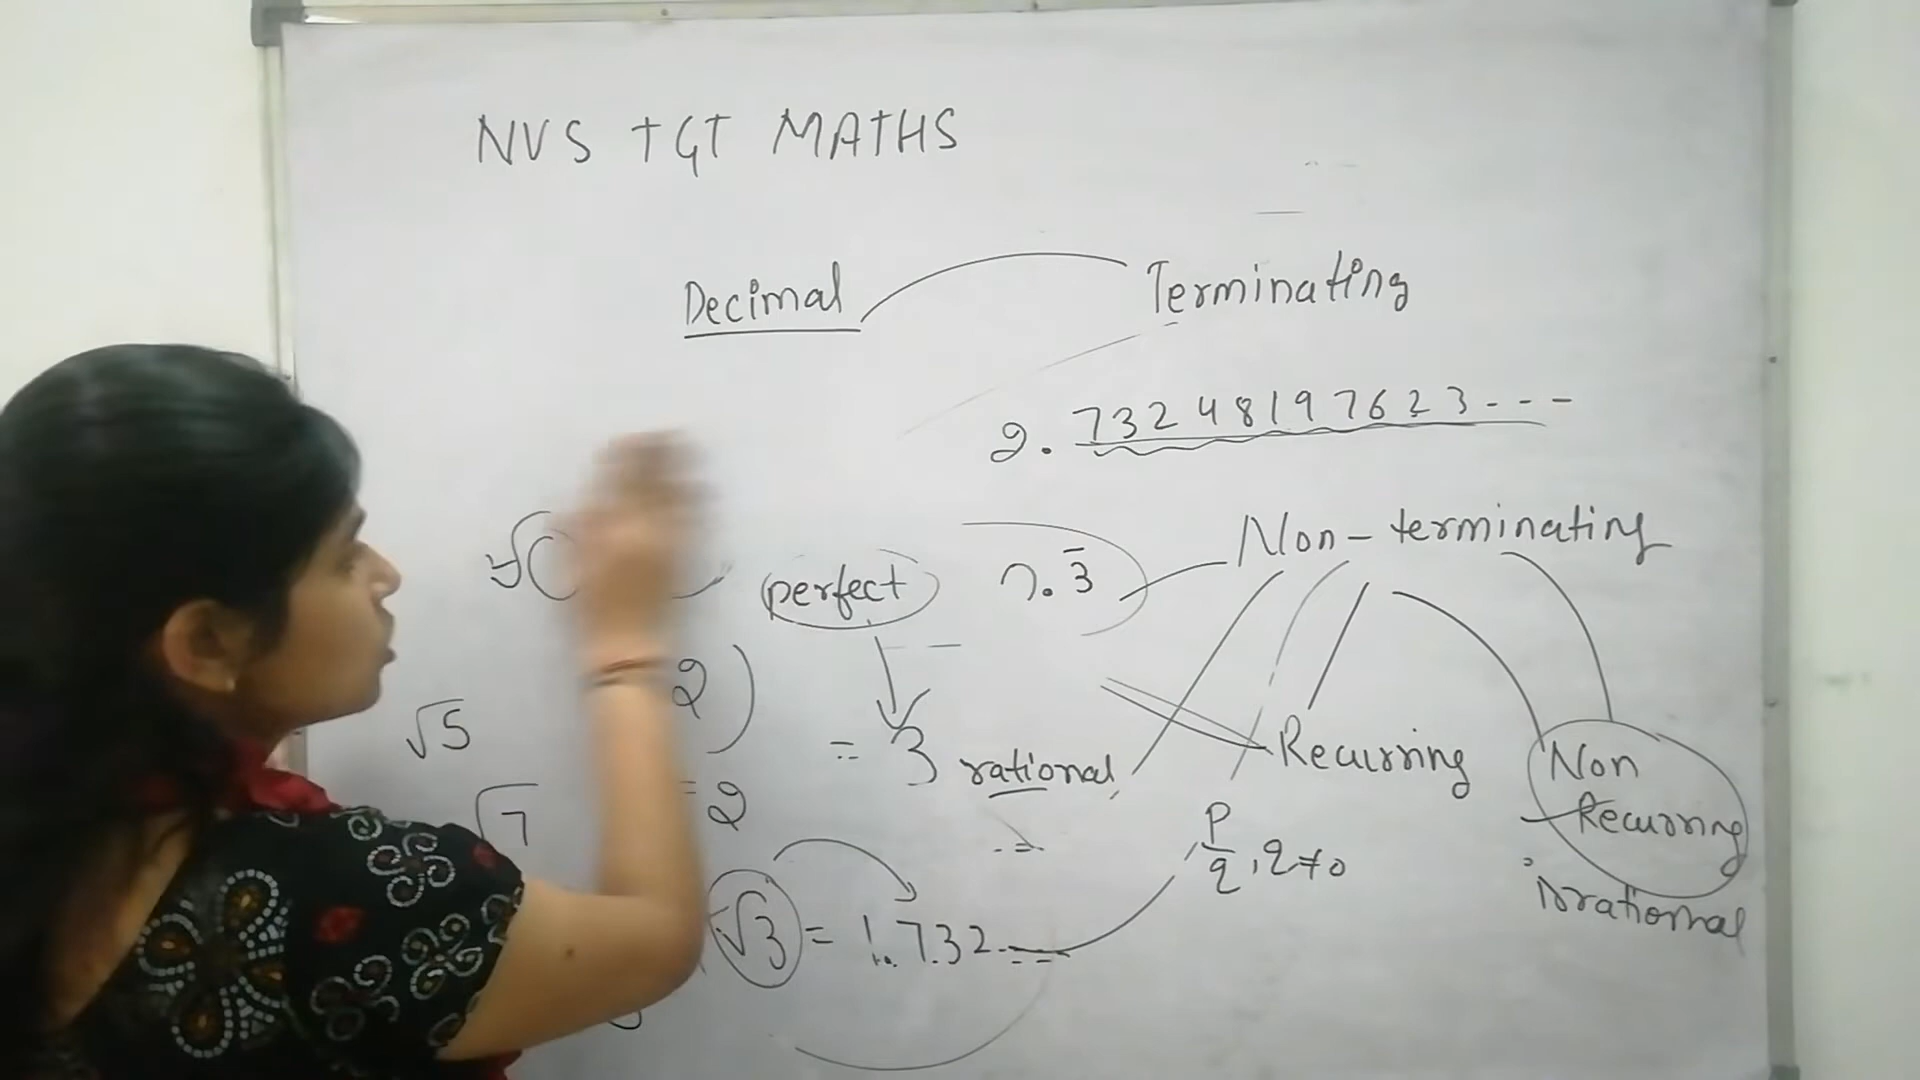 NVS TGT MATHS
Decimal
Terminating
2.73248197623---
Non-terminating
perfect
7.3̄
2
√5
= 3
rational
Recurring
Non
Recurring
√7
= 2
p/q, q≠0
irrational
√3 = 1.732---